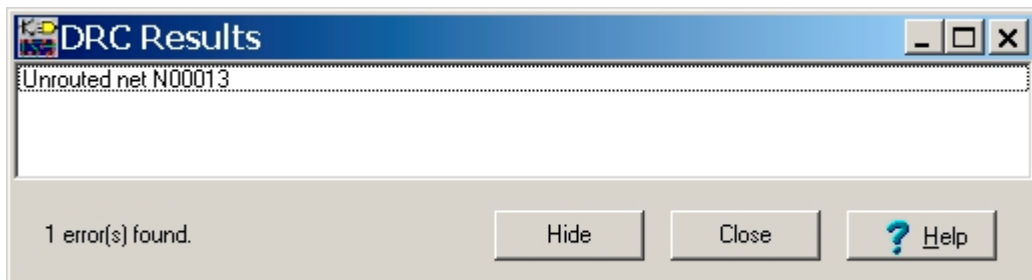 DRC Results
Unrouted net N00013
1 error(s) found.
Hide
Close
? Help